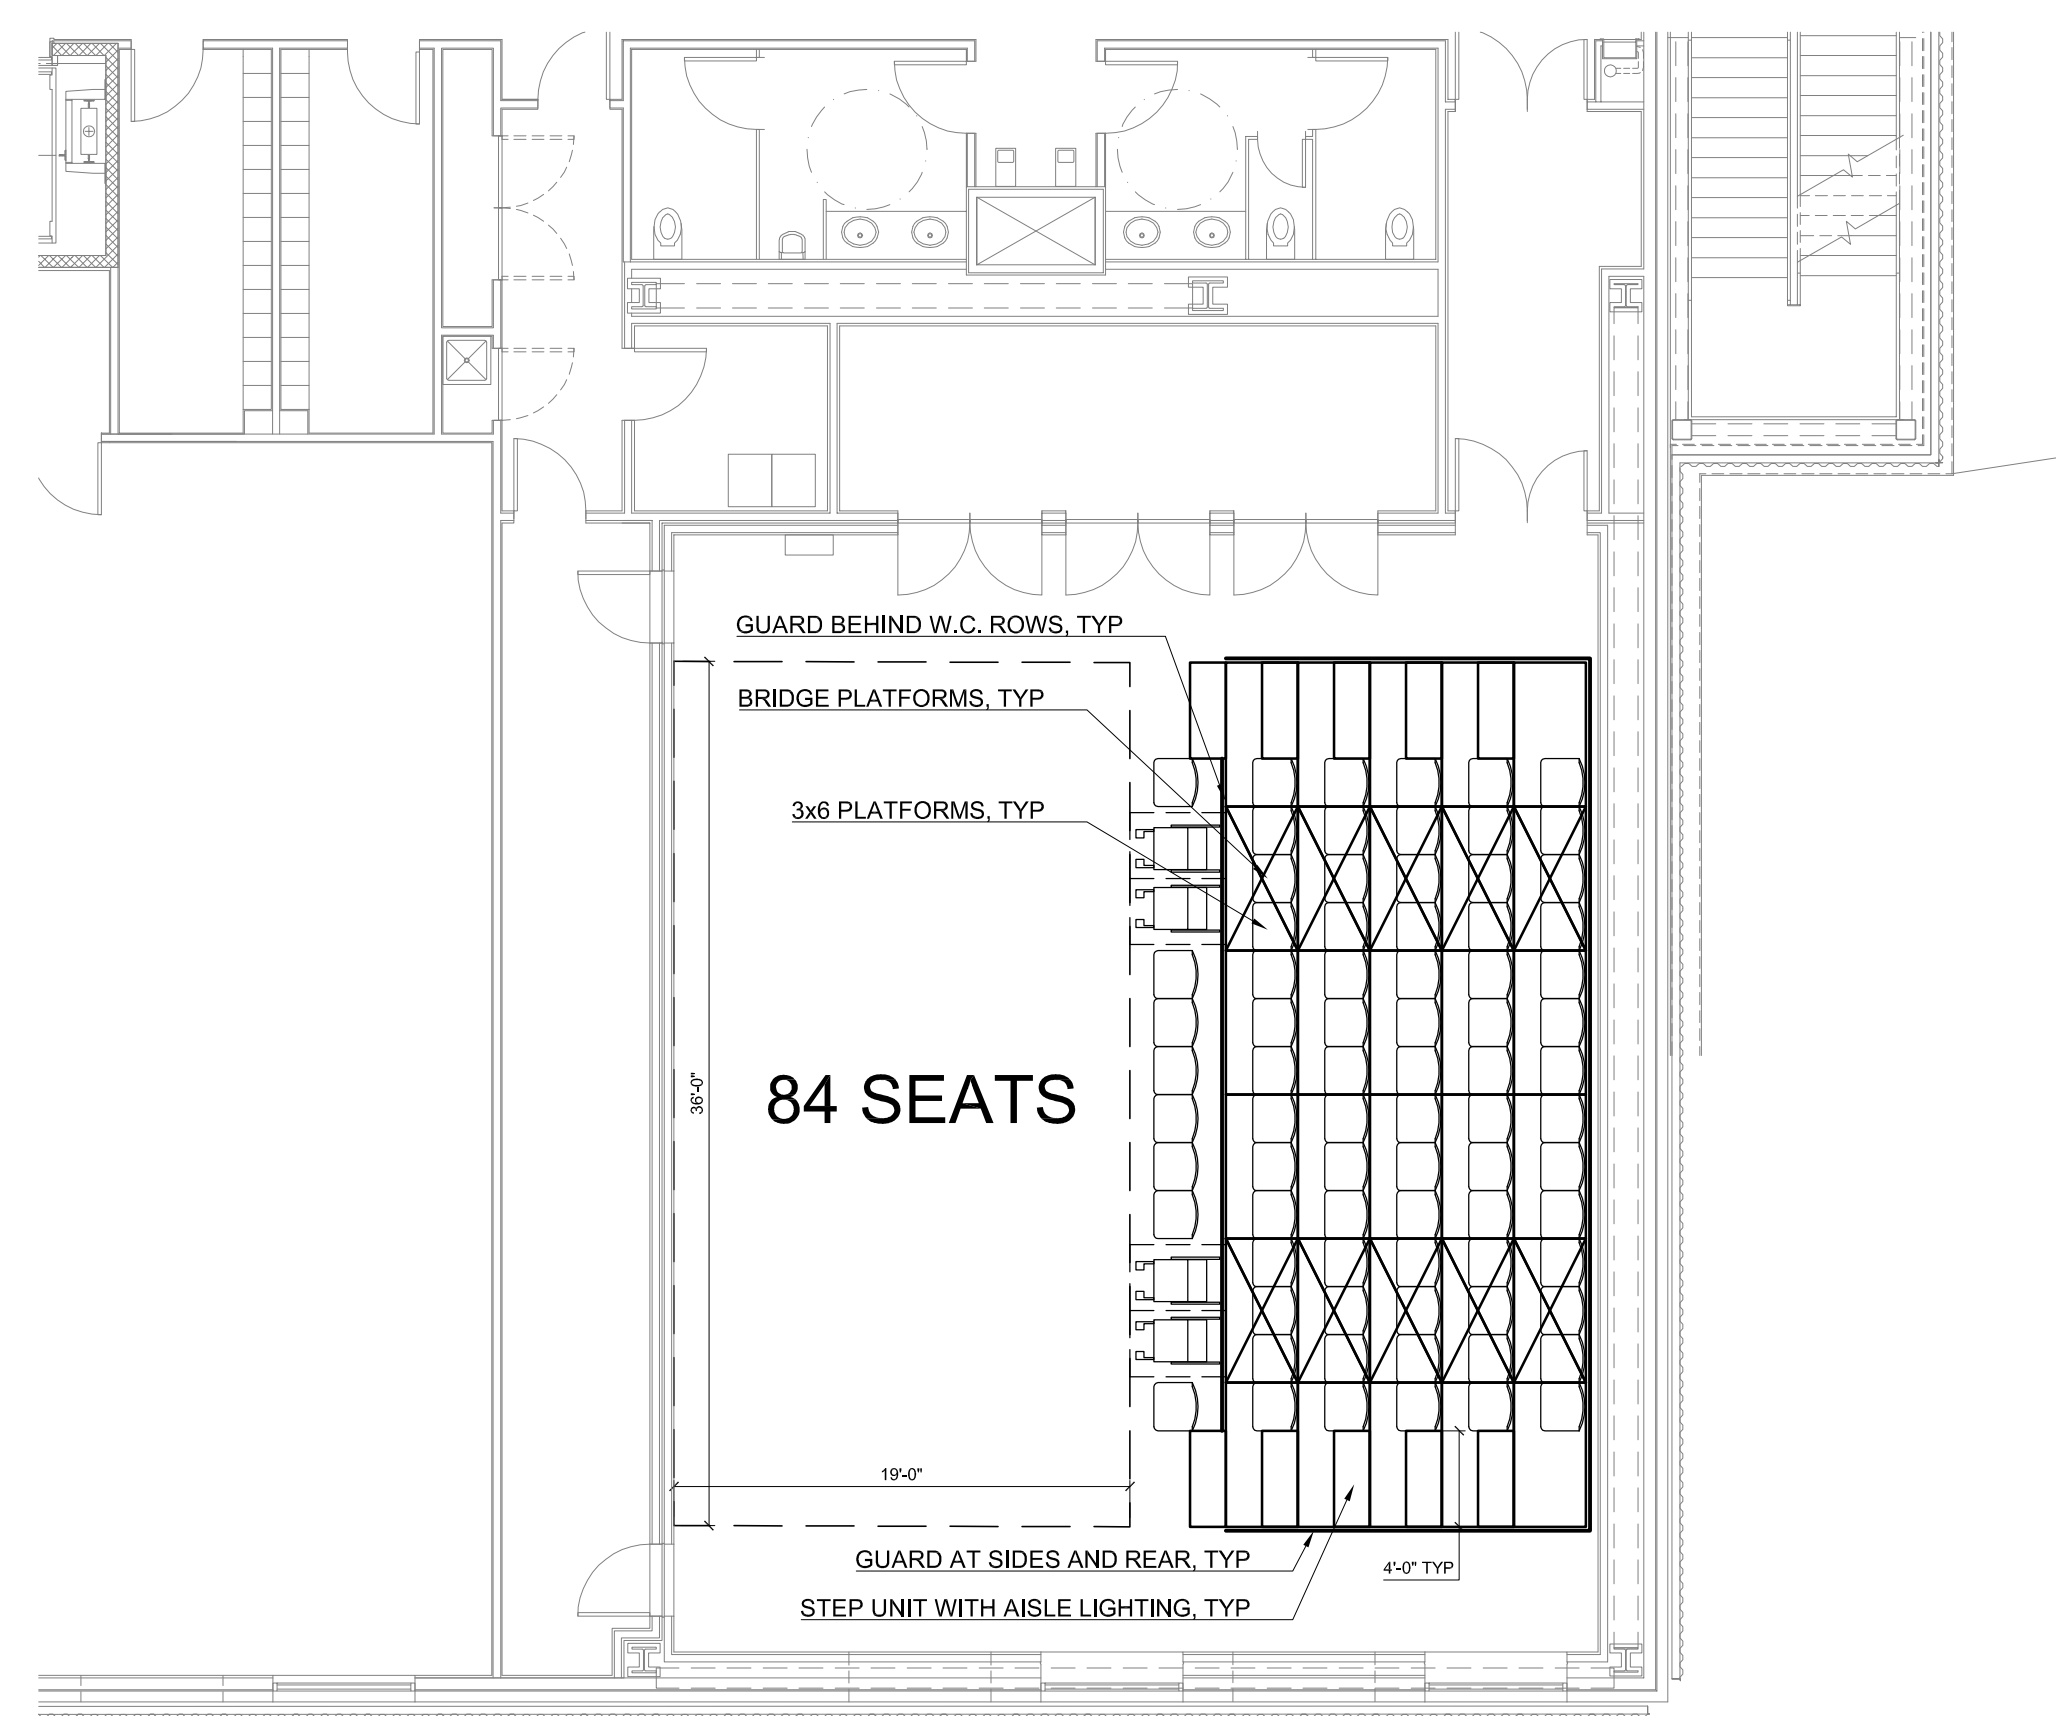 GUARD BEHIND W.C. ROWS, TYP
BRIDGE PLATFORMS, TYP
3x6 PLATFORMS, TYP
36'-0"
84 SEATS
19'-0"
GUARD AT SIDES AND REAR, TYP
4'-0" TYP
STEP UNIT WITH AISLE LIGHTING, TYP